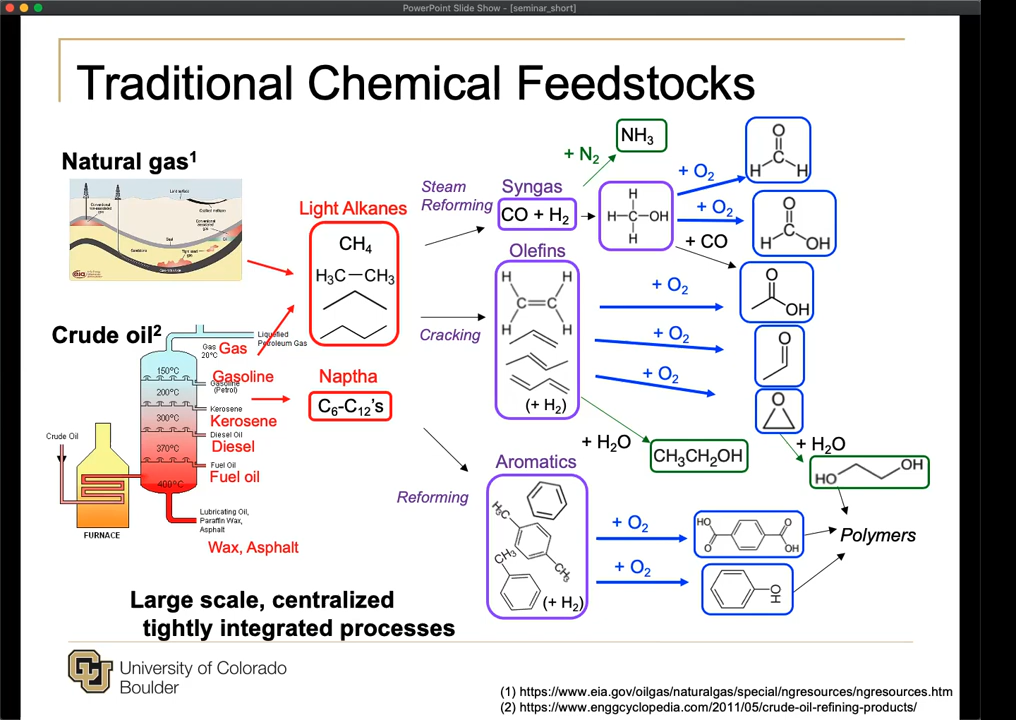 PowerPoint Slide Show - [seminar_short]
Traditional Chemical Feedstocks
Natural gas1
Light Alkanes
CH4
H3C—CH3
Crude oil2
Liquefied
Petroleum Gas
Gas
20°C
Gas
150°C
Gasoline
Gasoline
(Petrol)
200°C
Kerosene
Kerosene
300°C
Diesel Oil
Diesel
370°C
Fuel Oil
Fuel oil
400°C
Crude Oil
FURNACE
Lubricating Oil,
Paraffin Wax,
Asphalt
Wax, Asphalt
Naptha
C6-C12's
Steam
Reforming
Syngas
CO + H2
+ N2
NH3
H
H C OH
H
+ O2
O
H H
+ O2
O
H OH
+ CO
O
OH
Cracking
Olefins
H H
C=C
H H
(+ H2)
+ O2
+ O2
O
+ O2
O
+ H2O
CH3CH2OH
+ H2O
HO OH
Reforming
Aromatics
H3C
CH3
CH3
(+ H2)
+ O2
HO O
O OH
+ O2
OH
Polymers
Large scale, centralized
tightly integrated processes
CU
University of Colorado
Boulder
(1) https://www.eia.gov/oilgas/naturalgas/special/ngresources/ngresources.htm
(2) https://www.enggcyclopedia.com/2011/05/crude-oil-refining-products/